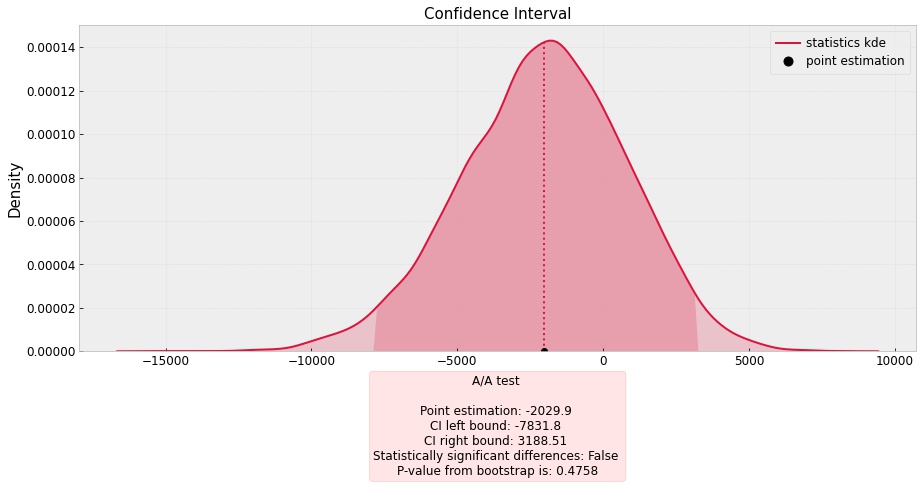 Confidence Interval
statistics kde
point estimation
Density
0.00014
0.00012
0.00010
0.00008
0.00006
0.00004
0.00002
0.00000
−15000 −10000 −5000 0 5000 10000
A/A test
Point estimation: -2029.9
CI left bound: -7831.8
CI right bound: 3188.51
Statistically significant differences: False
P-value from bootstrap is: 0.4758